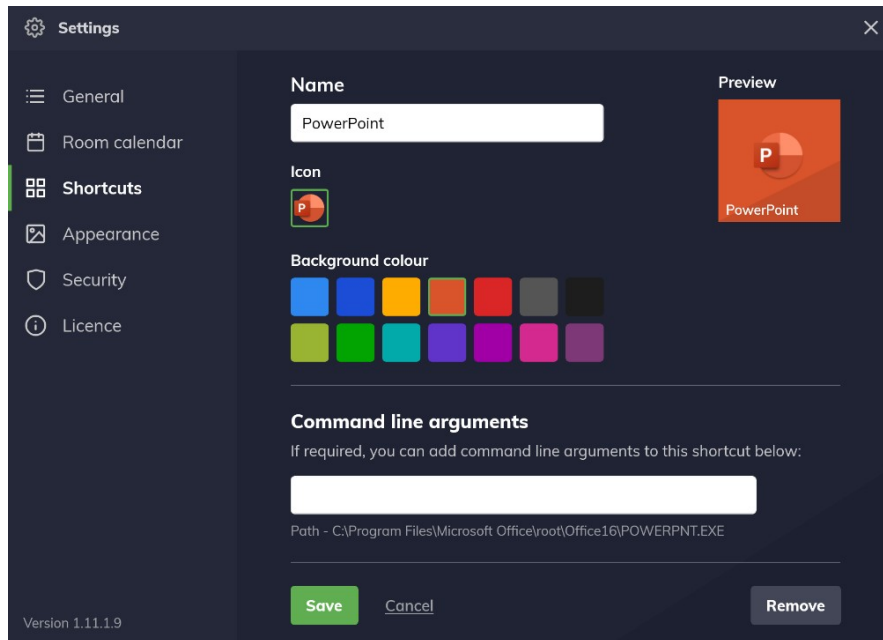 Settings
General
Room calendar
Shortcuts
Appearance
Security
Licence
Version 1.11.1.9
Name
PowerPoint
Icon
P
Background colour
Preview
P
PowerPoint
Command line arguments
If required, you can add command line arguments to this shortcut below:
Path - C:\Program Files\Microsoft Office\root\Office16\POWERPNT.EXE
Save
Cancel
Remove